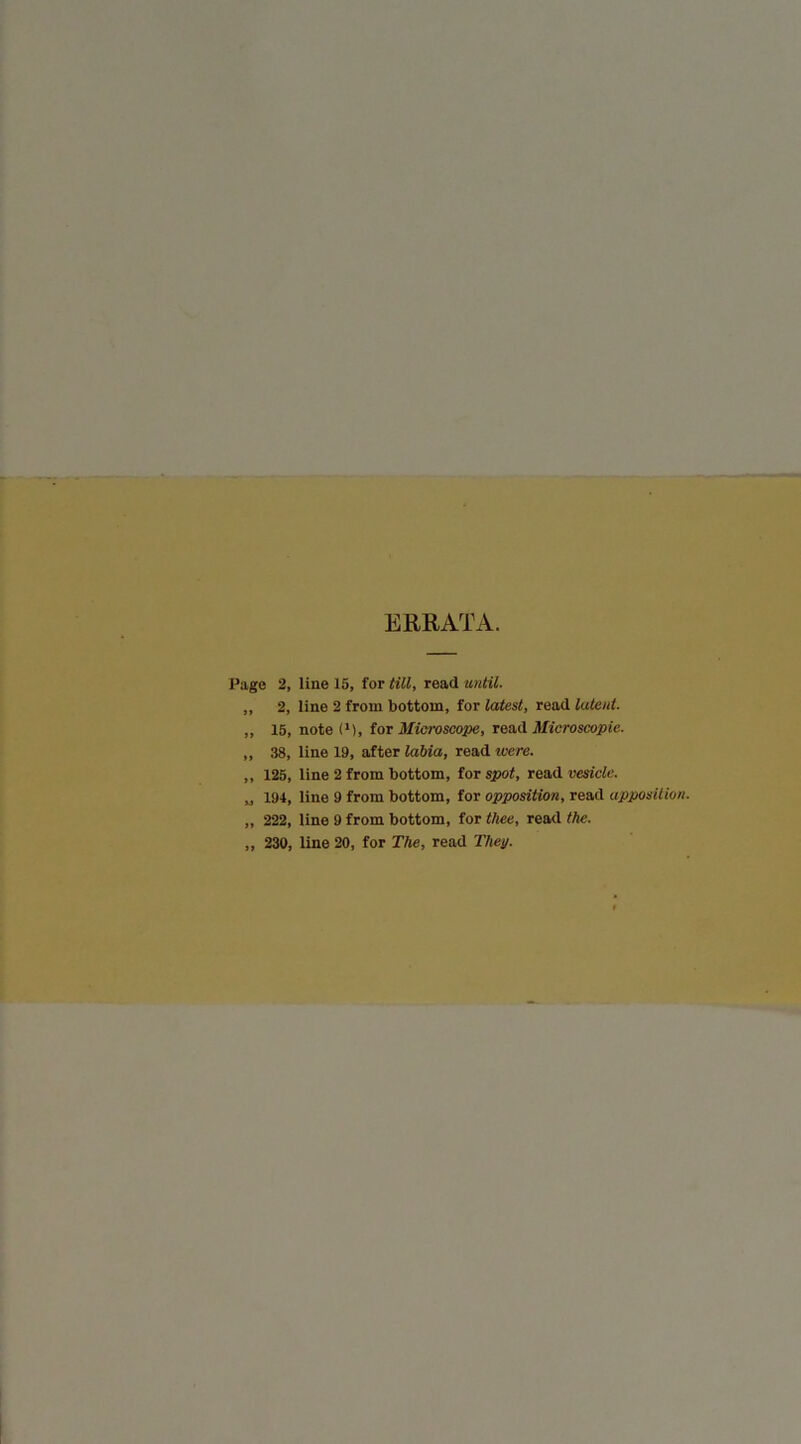 ERRATA.
Page 2, line 15, for till, read until.
,, 2, line 2 from bottom, for latest, read latent.
,, 15, note (¹), for Microscope, read Microscopie.
,, 38, line 19, after labia, read were.
,, 125, line 2 from bottom, for spot, read vesicle.
,, 194, line 9 from bottom, for opposition, read apposition.
,, 222, line 9 from bottom, for thee, read the.
,, 230, line 20, for The, read They.